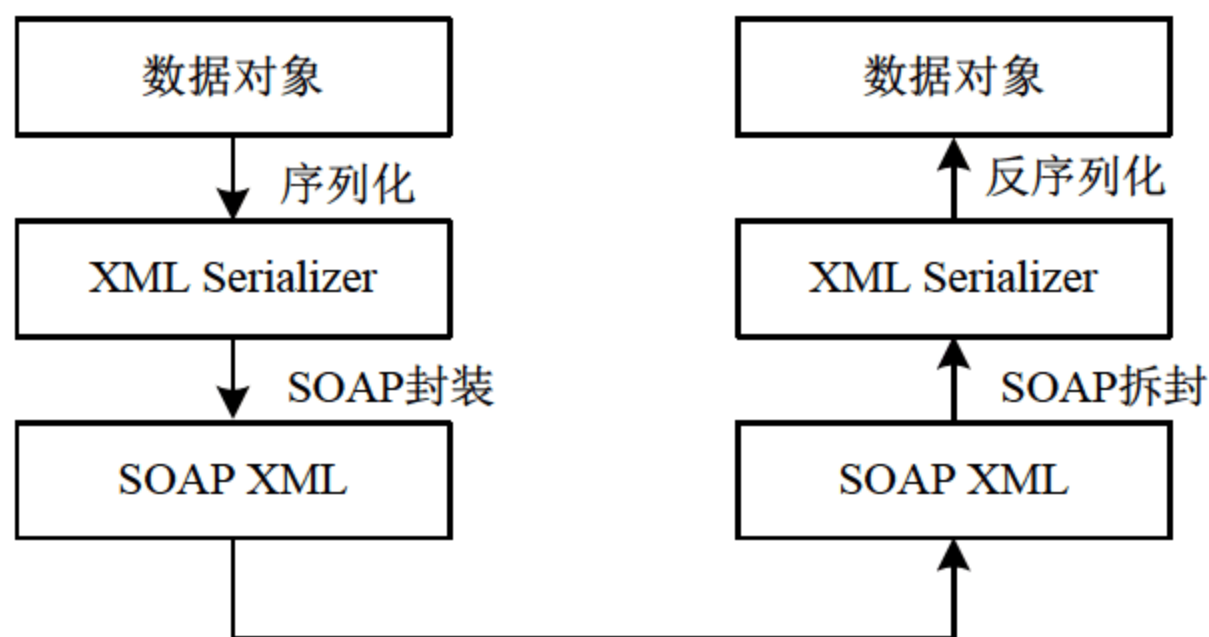 数据对象
序列化
XML Serializer
SOAP封装
SOAP XML
数据对象
反序列化
XML Serializer
SOAP拆封
SOAP XML